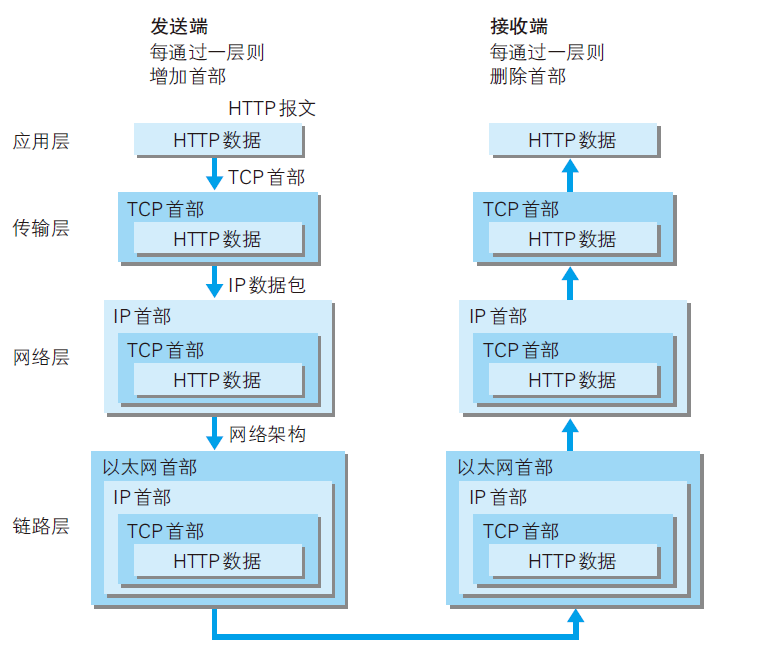 发送端
每通过一层则
增加首部
接收端
每通过一层则
删除首部
HTTP 报文
应用层
HTTP 数据
HTTP 数据
TCP 首部
传输层
TCP 首部
HTTP 数据
TCP 首部
HTTP 数据
IP 数据包
网络层
IP 首部
TCP 首部
HTTP 数据
IP 首部
TCP 首部
HTTP 数据
网络架构
链路层
以太网首部
IP 首部
TCP 首部
HTTP 数据
以太网首部
IP 首部
TCP 首部
HTTP 数据